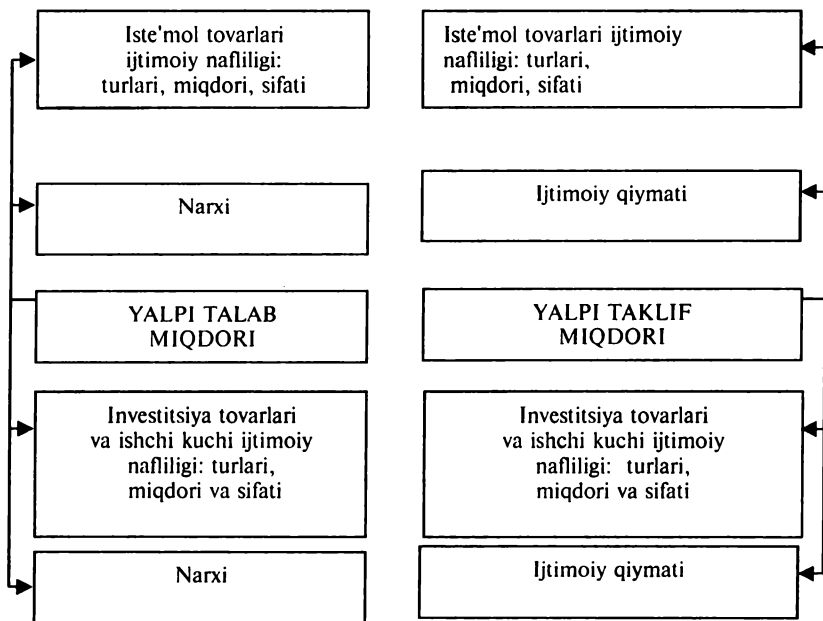 Iste'mol tovarlari
ijtimoiy nafliligi:
turlari, miqdori, sifati
Iste'mol tovarlari ijtimoiy
nafliligi: turlari,
miqdori, sifati
Narxi
Ijtimoiy qiymati
YALPI TALAB
MIQDORI
YALPI TAKLIF
MIQDORI
Investitsiya tovarlari
va ishchi kuchi ijtimoiy
nafliligi: turlari,
miqdori va sifati
Investitsiya tovarlari
va ishchi kuchi ijtimoiy
nafliligi: turlari,
miqdori va sifati
Narxi
Ijtimoiy qiymati